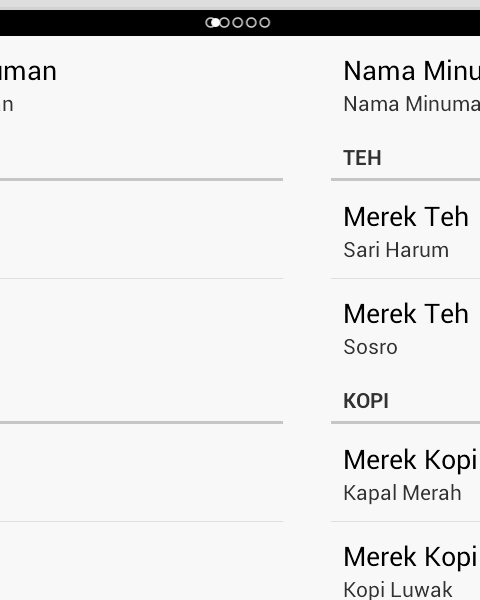 uman
n
Nama Minu
Nama Minuma
TEH
Merek Teh
Sari Harum
Merek Teh
Sosro
KOPI
Merek Kopi
Kapal Merah
Merek Kopi
Kopi Luwak